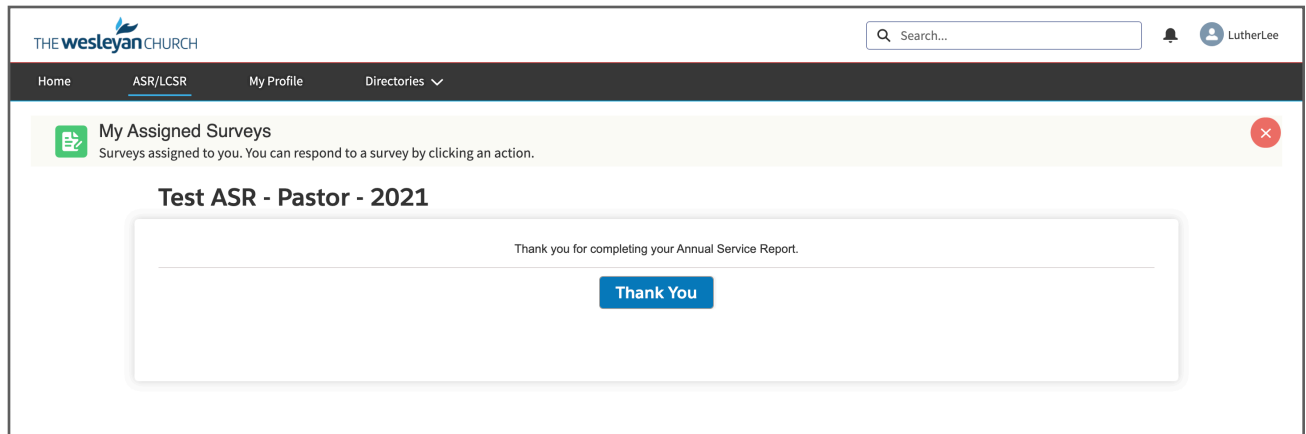 THE wesleyan CHURCH
Search...
LutherLee
Home ASR/LCSR My Profile Directories
My Assigned Surveys
Surveys assigned to you. You can respond to a survey by clicking an action.
Test ASR - Pastor - 2021
Thank you for completing your Annual Service Report.
Thank You